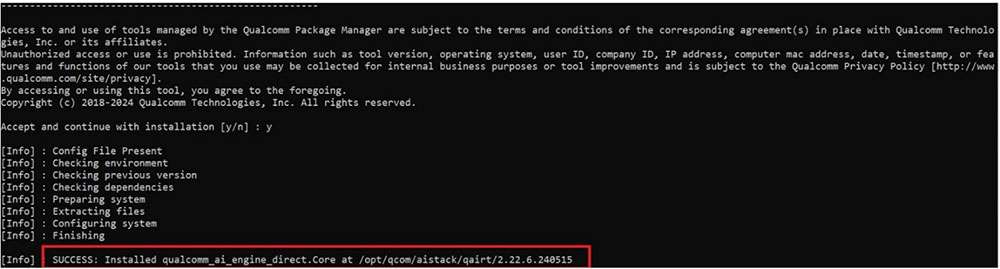 ----------------------------------------------------
Access to and use of tools managed by the Qualcomm Package Manager are subject to the terms and conditions of the corresponding agreement(s) in place with Qualcomm Technolo
gies, Inc. or its affiliates.
Unauthorized access or use is prohibited. Information such as tool version, operating system, user ID, company ID, IP address, computer mac address, date, timestamp, or fea
tures and functions of our tools that you use may be collected for internal business purposes or tool improvements and is subject to the Qualcomm Privacy Policy [http://www
.qualcomm.com/site/privacy].
By accessing or using this tool, you agree to the foregoing.
Copyright (c) 2018-2024 Qualcomm Technologies, Inc. All rights reserved.
Accept and continue with installation [y/n] : y
[Info] : Config File Present
[Info] : Checking environment
[Info] : Checking previous version
[Info] : Checking dependencies
[Info] : Preparing system
[Info] : Extracting files
[Info] : Configuring system
[Info] : Finishing
[Info] SUCCESS: Installed qualcomm_ai_engine_direct.Core at /opt/qcom/aistack/qairt/2.22.6.240515